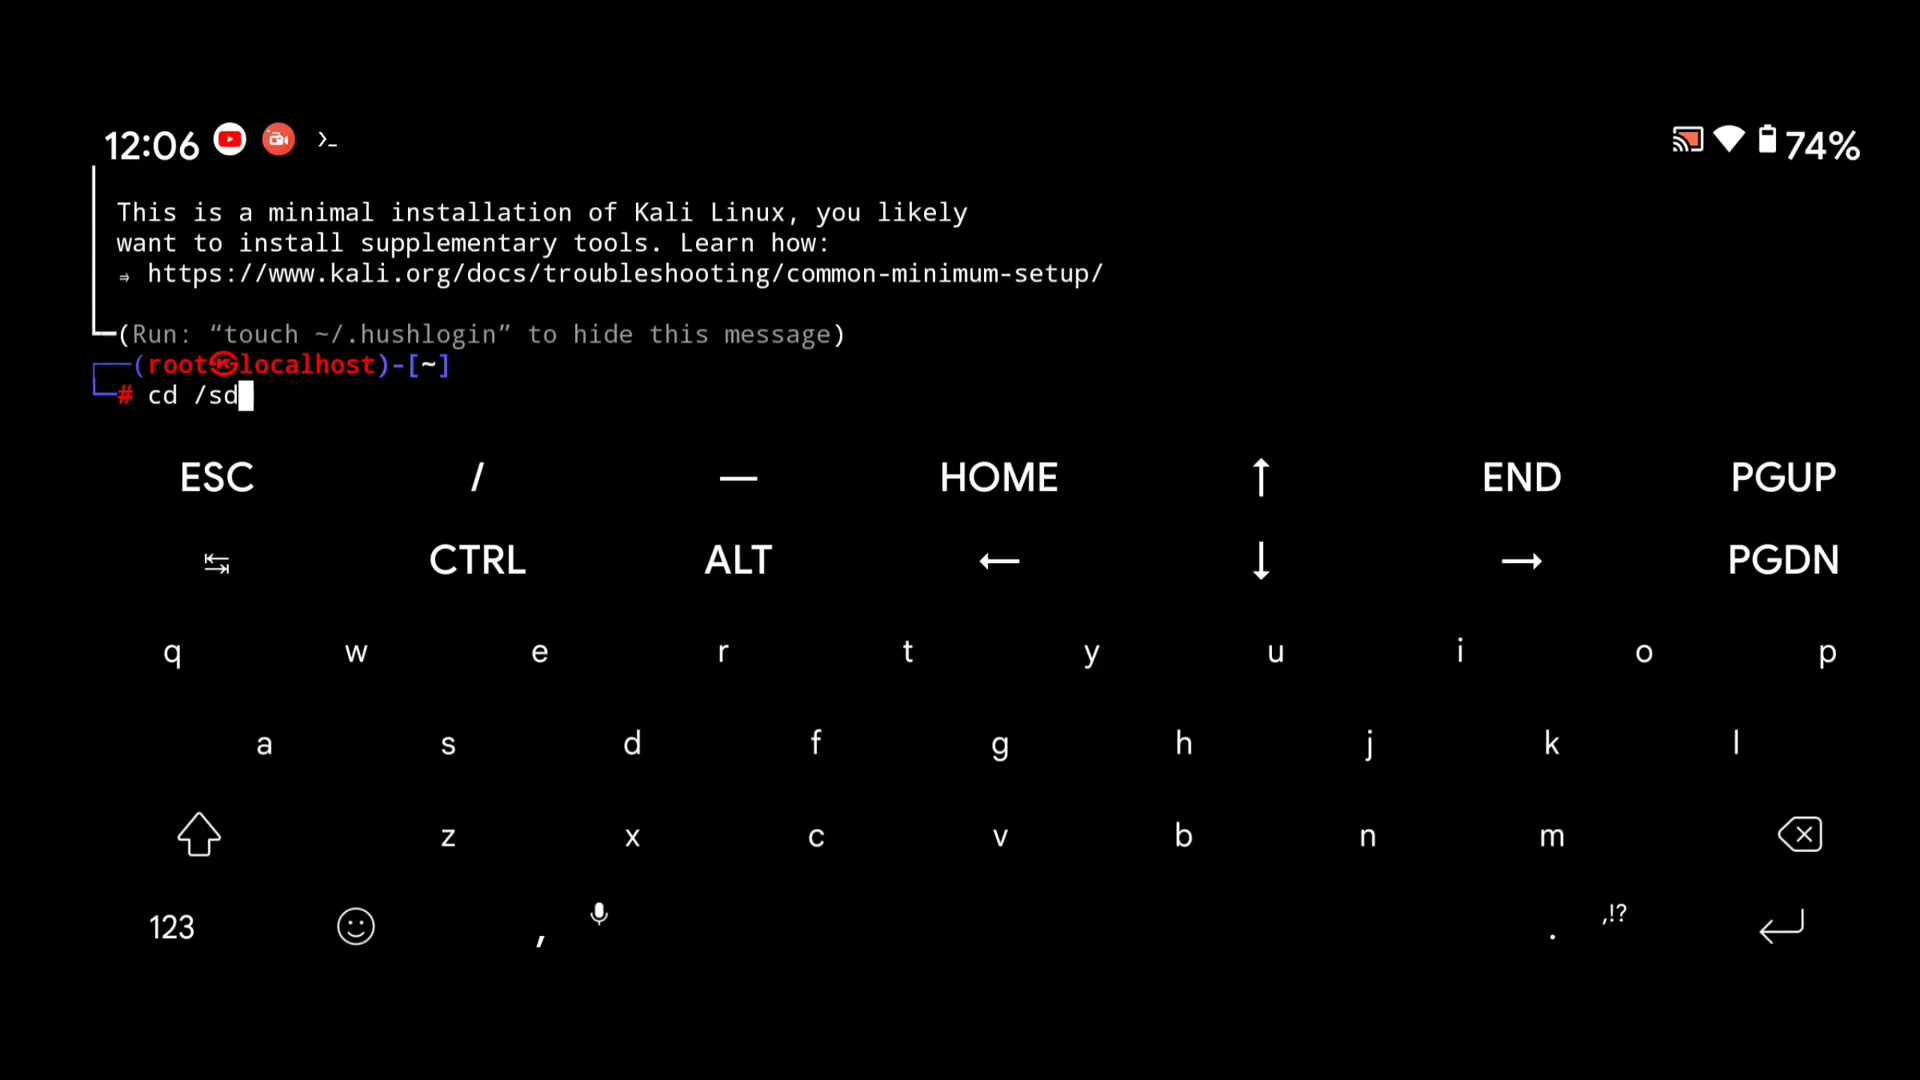 12:06 74%
This is a minimal installation of Kali Linux, you likely
want to install supplementary tools. Learn how:
⇒ https://www.kali.org/docs/troubleshooting/common-minimum-setup/
(Run: “touch ~/.hushlogin” to hide this message)
(root㉿localhost)-[~]
# cd /sd
ESC / — HOME ↑ END PGUP
↹ CTRL ALT ← ↓ → PGDN
q w e r t y u i o p
a s d f g h j k l
z x c v b n m
123 , . ,!?